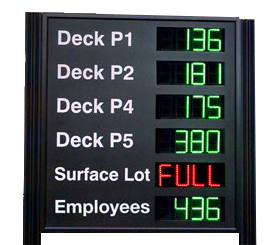 Deck P1 136
Deck P2 181
Deck P4 175
Deck P5 380
Surface Lot FULL
Employees 436